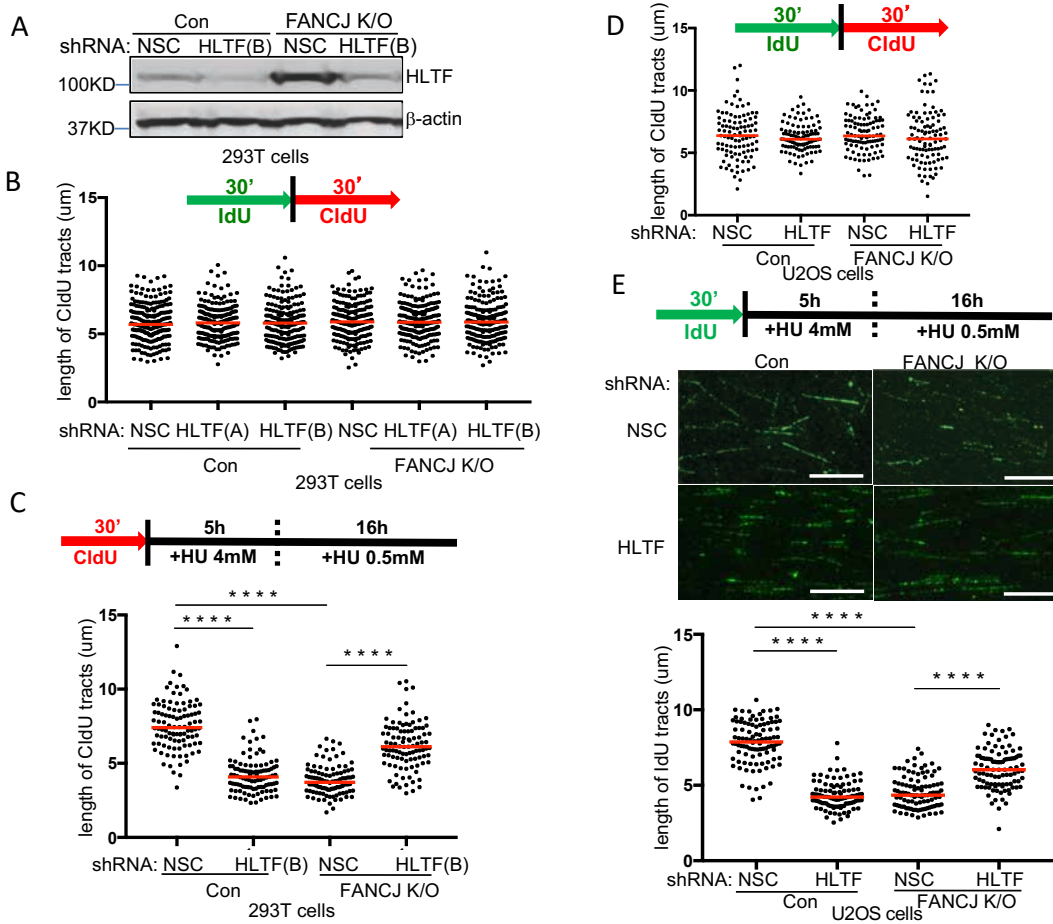 A
Con FANCJ K/O
shRNA: NSC HLTF(B) NSC HLTF(B)
100KD HLTF
37KD β-actin
293T cells
B
length of CldU tracts (um)
15
10
5
0
30' 30'
IdU CldU
shRNA: NSC HLTF(A) HLTF(B) NSC HLTF(A) HLTF(B)
Con FANCJ K/O
293T cells
C
30' 5h 16h
CldU +HU 4mM +HU 0.5mM
length of CldU tracts (um)
15
10
5
0
* * * *
* * * *
* * * *
shRNA: NSC HLTF(B) NSC HLTF(B)
Con FANCJ K/O
293T cells
D
length of CldU tracts (um)
15
10
5
0
30' 30'
IdU CldU
shRNA: NSC HLTF NSC HLTF
Con FANCJ K/O
U2OS cells
E
30' 5h 16h
IdU +HU 4mM +HU 0.5mM
Con FANCJ K/O
shRNA:
NSC
HLTF
length of IdU tracts (um)
15
10
5
0
* * * *
* * * *
* * * *
shRNA: NSC HLTF NSC HLTF
Con FANCJ K/O
U2OS cells